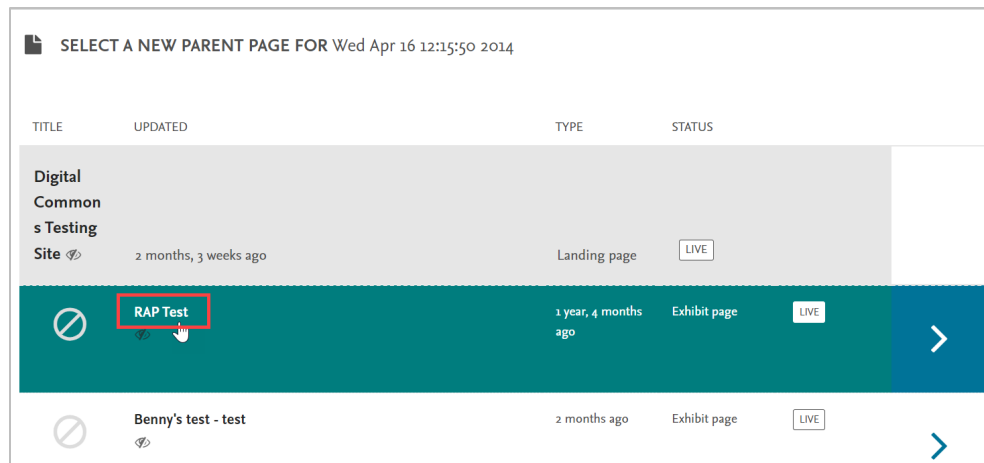 SELECT A NEW PARENT PAGE FOR Wed Apr 16 12:15:50 2014
TITLE UPDATED TYPE STATUS
Digital
Common
s Testing
Site 2 months, 3 weeks ago Landing page LIVE
RAP Test 1 year, 4 months Exhibit page LIVE
ago
Benny's test - test 2 months ago Exhibit page LIVE